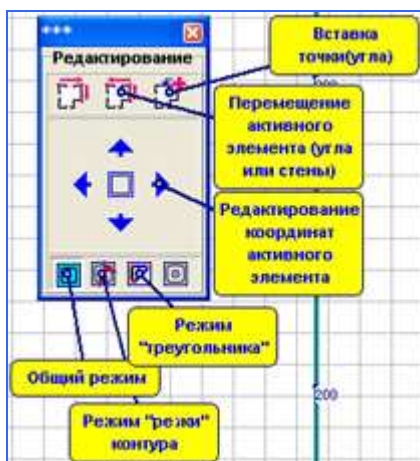 Вставка
точки(угла)
Редактирование
Перемещение
активного
элемента (угла
или стены)
Редактирование
координат
активного
элемента
Режим
"треугольника"
Общий режим
Режим "режи"
контура
200